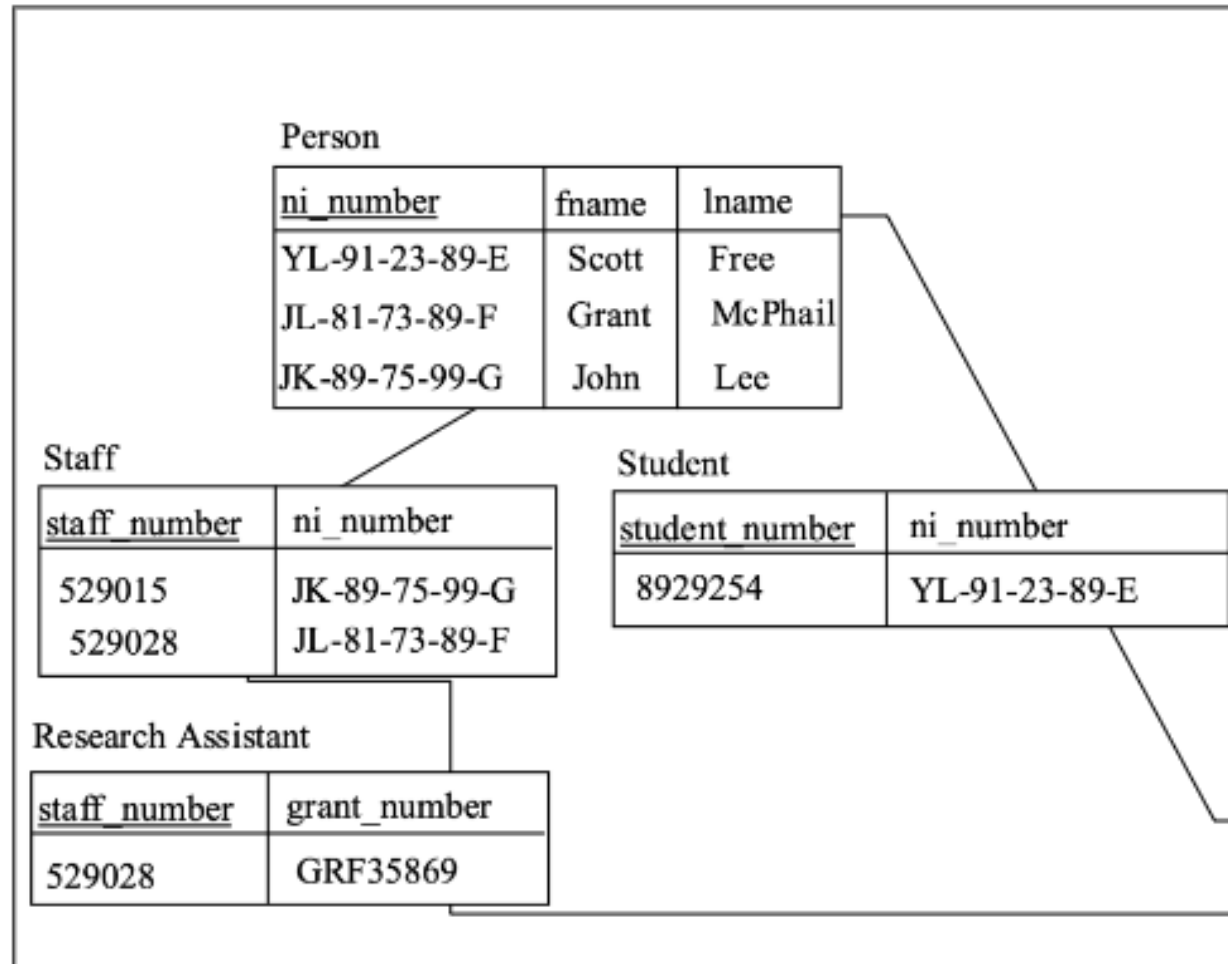 Person
ni_number fname lname
YL-91-23-89-E Scott Free
JL-81-73-89-F Grant McPhail
JK-89-75-99-G John Lee
Staff
staff_number ni_number
529015 JK-89-75-99-G
529028 JL-81-73-89-F
Student
student_number ni_number
8929254 YL-91-23-89-E
Research Assistant
staff_number grant_number
529028 GRF35869